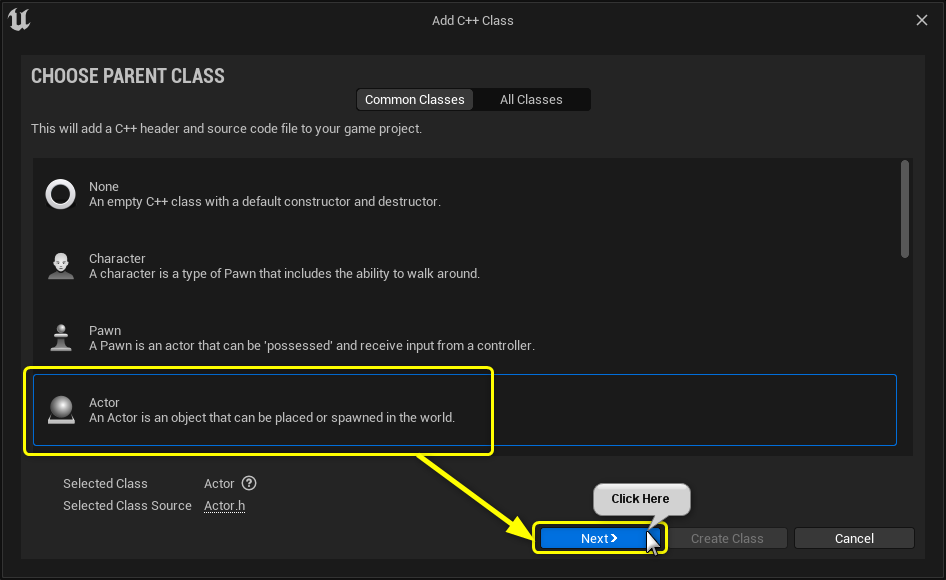 Add C++ Class
CHOOSE PARENT CLASS
Common Classes
All Classes
This will add a C++ header and source code file to your game project.
None
An empty C++ class with a default constructor and destructor.
Character
A character is a type of Pawn that includes the ability to walk around.
Pawn
A Pawn is an actor that can be 'possessed' and receive input from a controller.
Actor
An Actor is an object that can be placed or spawned in the world.
Selected Class
Actor
Selected Class Source
Actor.h
Click Here
Next
Create Class
Cancel